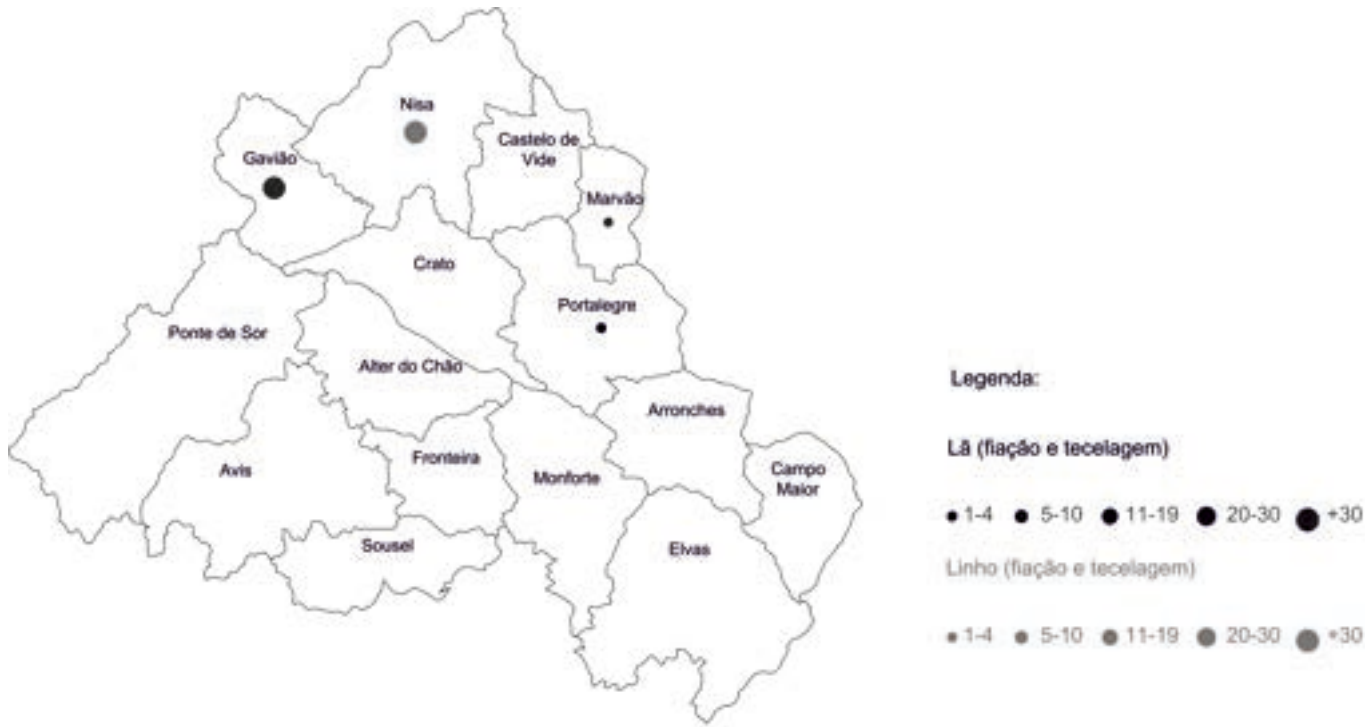 Nisa
Castelo de
Vide
Gavião
Marvão
Crato
Portalegre
Ponte de Sor
Alter do Chão
Arronches
Avis
Fronteira
Monforte
Campo
Maior
Sousel
Elvas
Legenda:
Lã (fiação e tecelagem)
1-4 5-10 11-19 20-30 +30
Linho (fiação e tecelagem)
1-4 5-10 11-19 20-30 +30